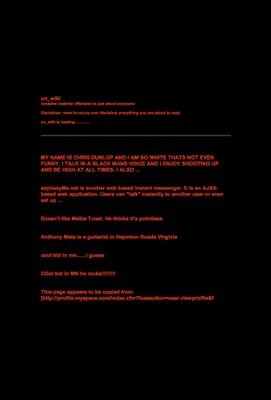 un_wiki
contains material offensive to just about everyone
Disclaimer: www.hvnscua.com disclaims everything you are about to read.
un_wiki is loading.............
MY NAME IS CHRIS DUNLOP AND I AM SO WHITE THATS NOT EVEN
FUNNY. I TALK IN A BLACK MANS VOICE AND I ENJOY SHOOTING UP
AND BE HIGH AT ALL TIMES. I ALSO ...
sayUsayMe.net is another web based instant messenger. It is an AJAX-
based web application. Users can "talk" instantly to another user or even
set up ...
Doesn't like Melba Toast. He thinks it's pointless.
Anthony Mata is a guitarist in Hapmton Roads Virginia
cool kid in mn......i guess
COol kid in MN he rocks!!!!!!!!!
This page appears to be copied from
[http://profile.myspace.com/index.cfm?fuseaction=user.viewprofile&f